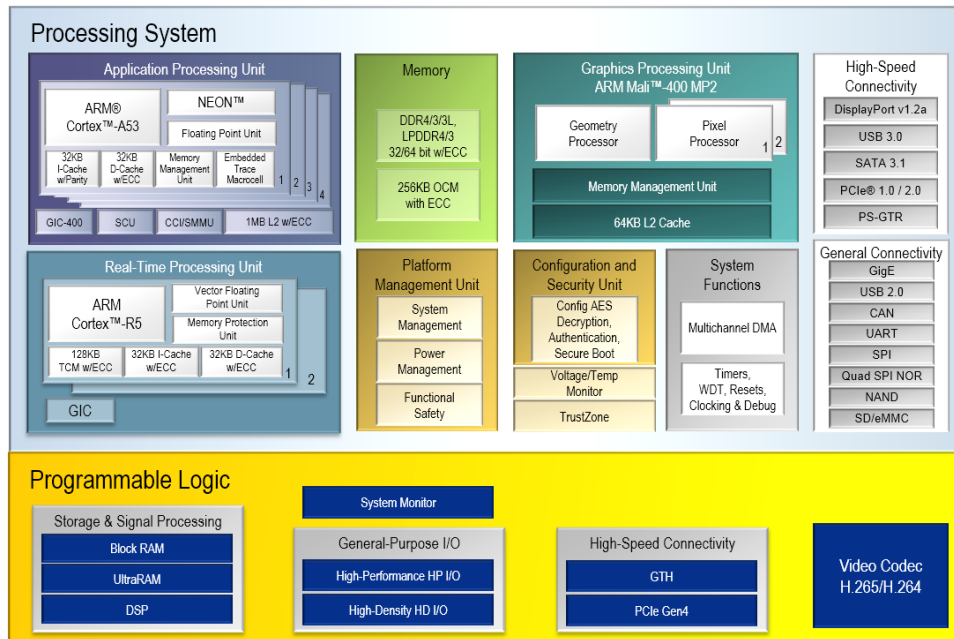 Processing System
Application Processing Unit
ARM®
Cortex™-A53
NEON™
Floating Point Unit
32KB
I-Cache
w/Parity
32KB
D-Cache
w/ECC
Memory
Management
Unit
Embedded
Trace
Macrocell
1
2
3
4
GIC-400
SCU
CCI/SMMU
1MB L2 w/ECC
Memory
DDR4/3/3L,
LPDDR4/3
32/64 bit w/ECC
256KB OCM
with ECC
Graphics Processing Unit
ARM Mali™-400 MP2
Geometry
Processor
Pixel
Processor
1
2
Memory Management Unit
64KB L2 Cache
High-Speed
Connectivity
DisplayPort v1.2a
USB 3.0
SATA 3.1
PCIe® 1.0 / 2.0
PS-GTR
Real-Time Processing Unit
ARM
Cortex™-R5
Vector Floating
Point Unit
Memory Protection
Unit
128KB
TCM w/ECC
32KB I-Cache
w/ECC
32KB D-Cache
w/ECC
1
2
GIC
Platform
Management Unit
System
Management
Power
Management
Functional
Safety
Configuration and
Security Unit
Config AES
Decryption,
Authentication,
Secure Boot
Voltage/Temp
Monitor
TrustZone
System
Functions
Multichannel DMA
Timers,
WDT, Resets,
Clocking & Debug
General Connectivity
GigE
USB 2.0
CAN
UART
SPI
Quad SPI NOR
NAND
SD/eMMC
Programmable Logic
Storage & Signal Processing
Block RAM
UltraRAM
DSP
System Monitor
General-Purpose I/O
High-Performance HP I/O
High-Density HD I/O
High-Speed Connectivity
GTH
PCIe Gen4
Video Codec
H.265/H.264